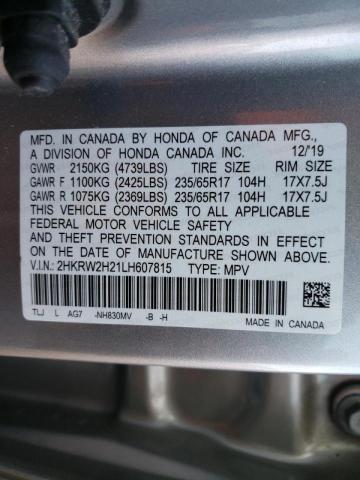 MFD. IN CANADA BY HONDA OF CANADA MFG.,
A DIVISION OF HONDA CANADA INC. 12/19
GVWR 2150KG (4739LBS) TIRE SIZE RIM SIZE
GAWR F 1100KG (2425LBS) 235/65R17 104H 17X7.5J
GAWR R 1075KG (2369LBS) 235/65R17 104H 17X7.5J
THIS VEHICLE CONFORMS TO ALL APPLICABLE
FEDERAL MOTOR VEHICLE SAFETY
AND THEFT PREVENTION STANDARDS IN EFFECT
ON THE DATE OF MANUFACTURE SHOWN ABOVE.
V.I.N.: 2HKRW2H21LH607815 TYPE: MPV
TLJ L AG7 -NH830MV -B -H MADE IN CANADA